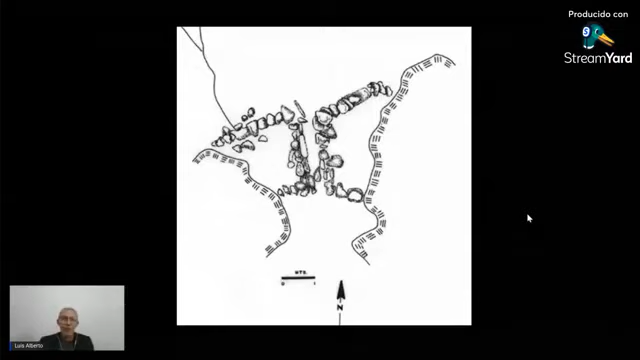 Producido con
StreamYard
MTS.
0 1
N
Luis Alberto